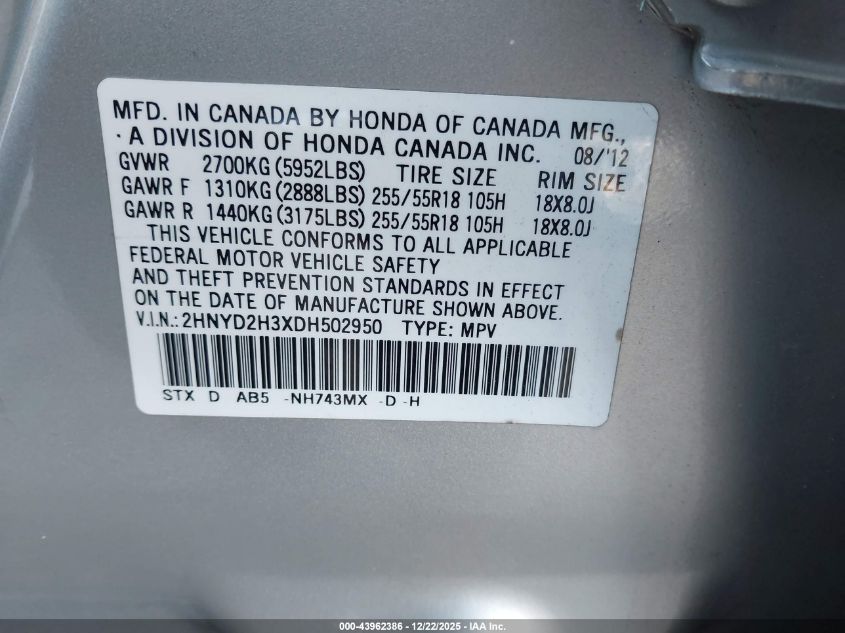 MFD. IN CANADA BY HONDA OF CANADA MFG.,
· A DIVISION OF HONDA CANADA INC. 08/'12
GVWR 2700KG (5952LBS) TIRE SIZE RIM SIZE
GAWR F 1310KG (2888LBS) 255/55R18 105H 18X8.0J
GAWR R 1440KG (3175LBS) 255/55R18 105H 18X8.0J
THIS VEHICLE CONFORMS TO ALL APPLICABLE
FEDERAL MOTOR VEHICLE SAFETY
AND THEFT PREVENTION STANDARDS IN EFFECT
ON THE DATE OF MANUFACTURE SHOWN ABOVE.
V.I.N.: 2HNYD2H3XDH502950 TYPE: MPV
STX D AB5 -NH743MX -D -H
000-43962386 - 12/22/2025 - IAA Inc.